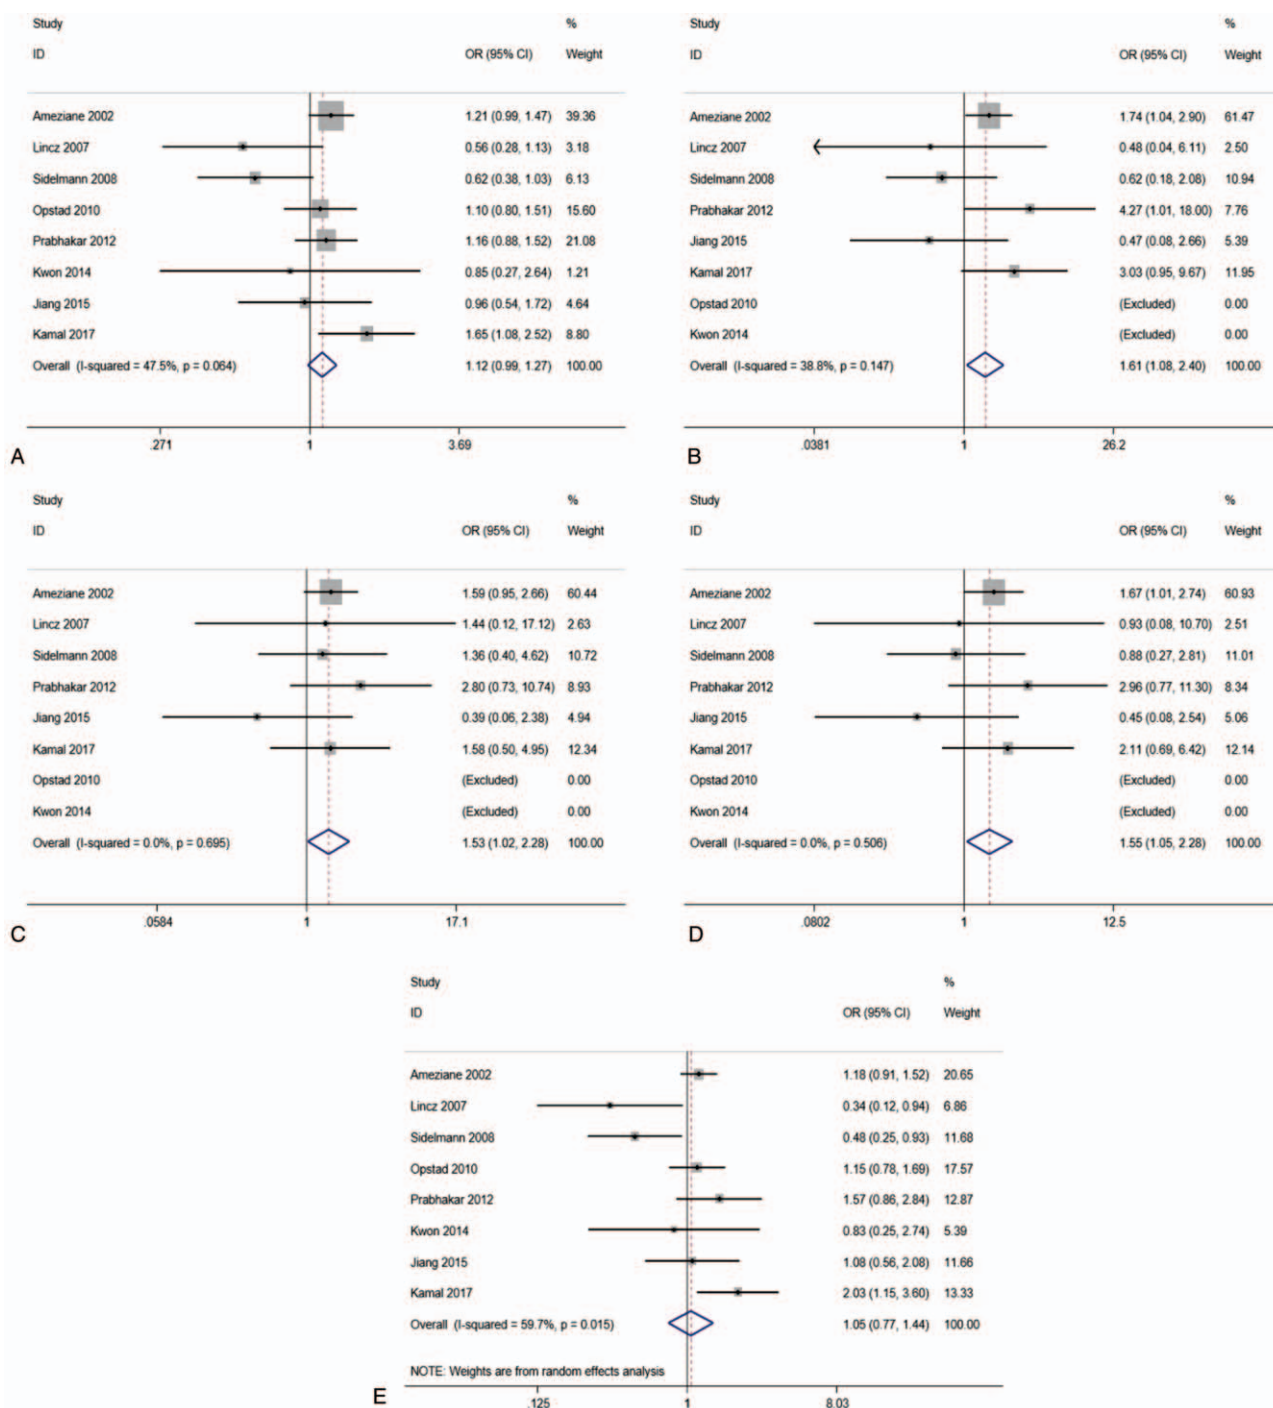 Study %
ID OR (95% CI) Weight
Ameziane 2002 1.21 (0.99, 1.47) 39.36
Lincz 2007 0.56 (0.28, 1.13) 3.18
Sidelmann 2008 0.62 (0.38, 1.03) 6.13
Opstad 2010 1.10 (0.80, 1.51) 15.60
Prabhakar 2012 1.16 (0.88, 1.52) 21.08
Kwon 2014 0.85 (0.27, 2.64) 1.21
Jiang 2015 0.96 (0.54, 1.72) 4.64
Kamal 2017 1.65 (1.08, 2.52) 8.80
Overall (I-squared = 47.5%, p = 0.064) 1.12 (0.99, 1.27) 100.00
.271 1 3.69
A
Study %
ID OR (95% CI) Weight
Ameziane 2002 1.74 (1.04, 2.90) 61.47
Lincz 2007 0.48 (0.04, 6.11) 2.50
Sidelmann 2008 0.62 (0.18, 2.08) 10.94
Prabhakar 2012 4.27 (1.01, 18.00) 7.76
Jiang 2015 0.47 (0.08, 2.66) 5.39
Kamal 2017 3.03 (0.95, 9.67) 11.95
Opstad 2010 (Excluded) 0.00
Kwon 2014 (Excluded) 0.00
Overall (I-squared = 38.8%, p = 0.147) 1.61 (1.08, 2.40) 100.00
.0381 1 26.2
B
Study %
ID OR (95% CI) Weight
Ameziane 2002 1.59 (0.95, 2.66) 60.44
Lincz 2007 1.44 (0.12, 17.12) 2.63
Sidelmann 2008 1.36 (0.40, 4.62) 10.72
Prabhakar 2012 2.80 (0.73, 10.74) 8.93
Jiang 2015 0.39 (0.06, 2.38) 4.94
Kamal 2017 1.58 (0.50, 4.95) 12.34
Opstad 2010 (Excluded) 0.00
Kwon 2014 (Excluded) 0.00
Overall (I-squared = 0.0%, p = 0.695) 1.53 (1.02, 2.28) 100.00
.0584 1 17.1
C
Study %
ID OR (95% CI) Weight
Ameziane 2002 1.67 (1.01, 2.74) 60.93
Lincz 2007 0.93 (0.08, 10.70) 2.51
Sidelmann 2008 0.88 (0.27, 2.81) 11.01
Prabhakar 2012 2.96 (0.77, 11.30) 8.34
Jiang 2015 0.45 (0.08, 2.54) 5.06
Kamal 2017 2.11 (0.69, 6.42) 12.14
Opstad 2010 (Excluded) 0.00
Kwon 2014 (Excluded) 0.00
Overall (I-squared = 0.0%, p = 0.506) 1.55 (1.05, 2.28) 100.00
.0802 1 12.5
D
Study %
ID OR (95% CI) Weight
Ameziane 2002 1.18 (0.91, 1.52) 20.65
Lincz 2007 0.34 (0.12, 0.94) 6.86
Sidelmann 2008 0.48 (0.25, 0.93) 11.68
Opstad 2010 1.15 (0.78, 1.69) 17.57
Prabhakar 2012 1.57 (0.86, 2.84) 12.87
Kwon 2014 0.83 (0.25, 2.74) 5.39
Jiang 2015 1.08 (0.56, 2.08) 11.66
Kamal 2017 2.03 (1.15, 3.60) 13.33
Overall (I-squared = 59.7%, p = 0.015) 1.05 (0.77, 1.44) 100.00
NOTE: Weights are from random effects analysis
.125 1 8.03
E